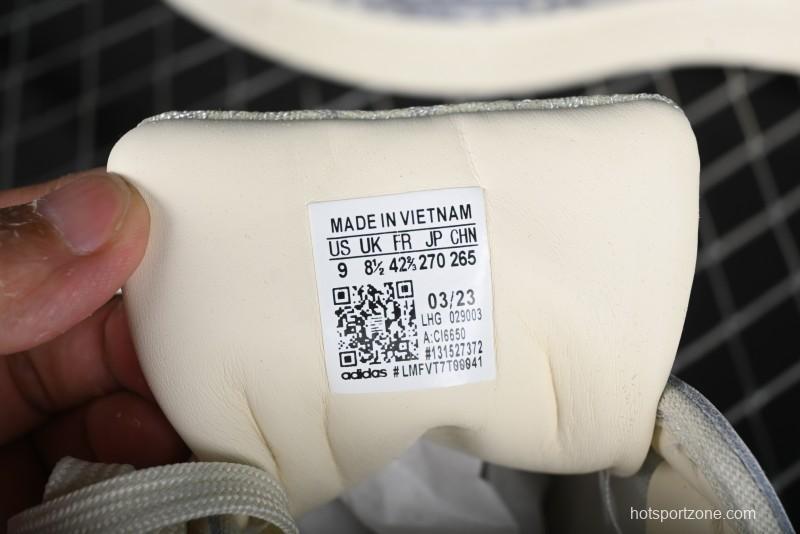 MADE IN VIETNAM
US UK FR JP CHN
9 8½ 42⅔ 270 265
03/23
LHG 029003
A:CI6650
#131527372
adidas #LMFVT7T99941
hotsportzone.com